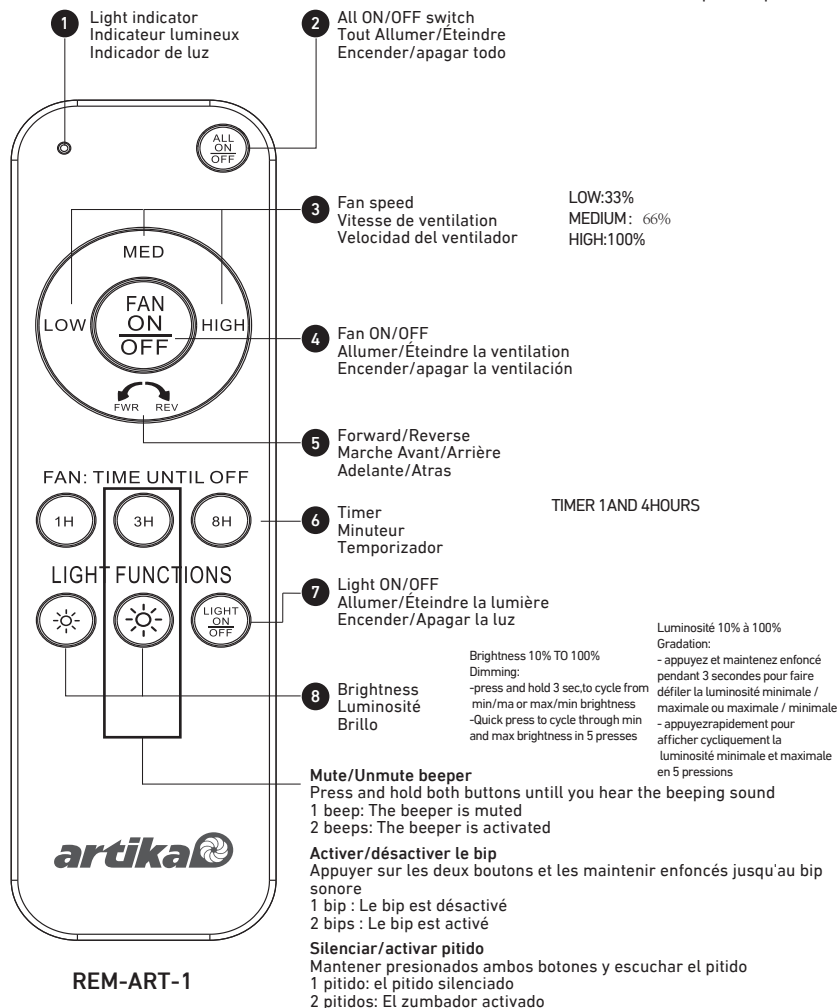 1 Light indicator
Indicateur lumineux
Indicador de luz
2 All ON/OFF switch
Tout Allumer/Éteindre
Encender/apagar todo
ALL
ON
OFF
3 Fan speed
Vitesse de ventilation
Velocidad del ventilador
LOW:33%
MEDIUM: 66%
HIGH:100%
MED
LOW
FAN
ON
OFF
HIGH
FWR REV
4 Fan ON/OFF
Allumer/Éteindre la ventilation
Encender/apagar la ventilación
5 Forward/Reverse
Marche Avant/Arrière
Adelante/Atras
FAN: TIME UNTIL OFF
1H 3H 8H
6 Timer
Minuteur
Temporizador
TIMER 1AND 4HOURS
LIGHT FUNCTIONS
LIGHT
ON
OFF
7 Light ON/OFF
Allumer/Éteindre la lumière
Encender/Apagar la luz
8 Brightness
Luminosité
Brillo
Brightness 10% TO 100%
Dimming:
-press and hold 3 sec,to cycle from
min/ma or max/min brightness
-Quick press to cycle through min
and max brightness in 5 presses
Luminosité 10% à 100%
Gradation:
- appuyez et maintenez enfoncé
pendant 3 secondes pour faire
défiler la luminosité minimale /
maximale ou maximale / minimale
- appuyezrapidement pour
afficher cycliquement la
luminosité minimale et maximale
en 5 pressions
Mute/Unmute beeper
Press and hold both buttons untill you hear the beeping sound
1 beep: The beeper is muted
2 beeps: The beeper is activated
Activer/désactiver le bip
Appuyer sur les deux boutons et les maintenir enfoncés jusqu'au bip
sonore
1 bip : Le bip est désactivé
2 bips : Le bip est activé
Silenciar/activar pitido
Mantener presionados ambos botones y escuchar el pitido
1 pitido: el pitido silenciado
2 pitidos: El zumbador activado
artika
REM-ART-1